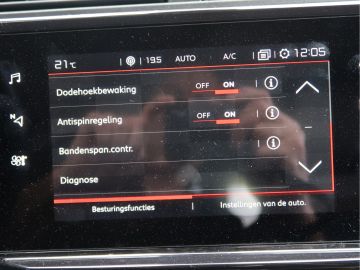 21°C 195 AUTO A/C 12:05
Dodehoekbewaking OFF ON i
Antispinregeling OFF ON i
Bandenspan.contr. i
Diagnose
Besturingsfuncties Instellingen van de auto.
N